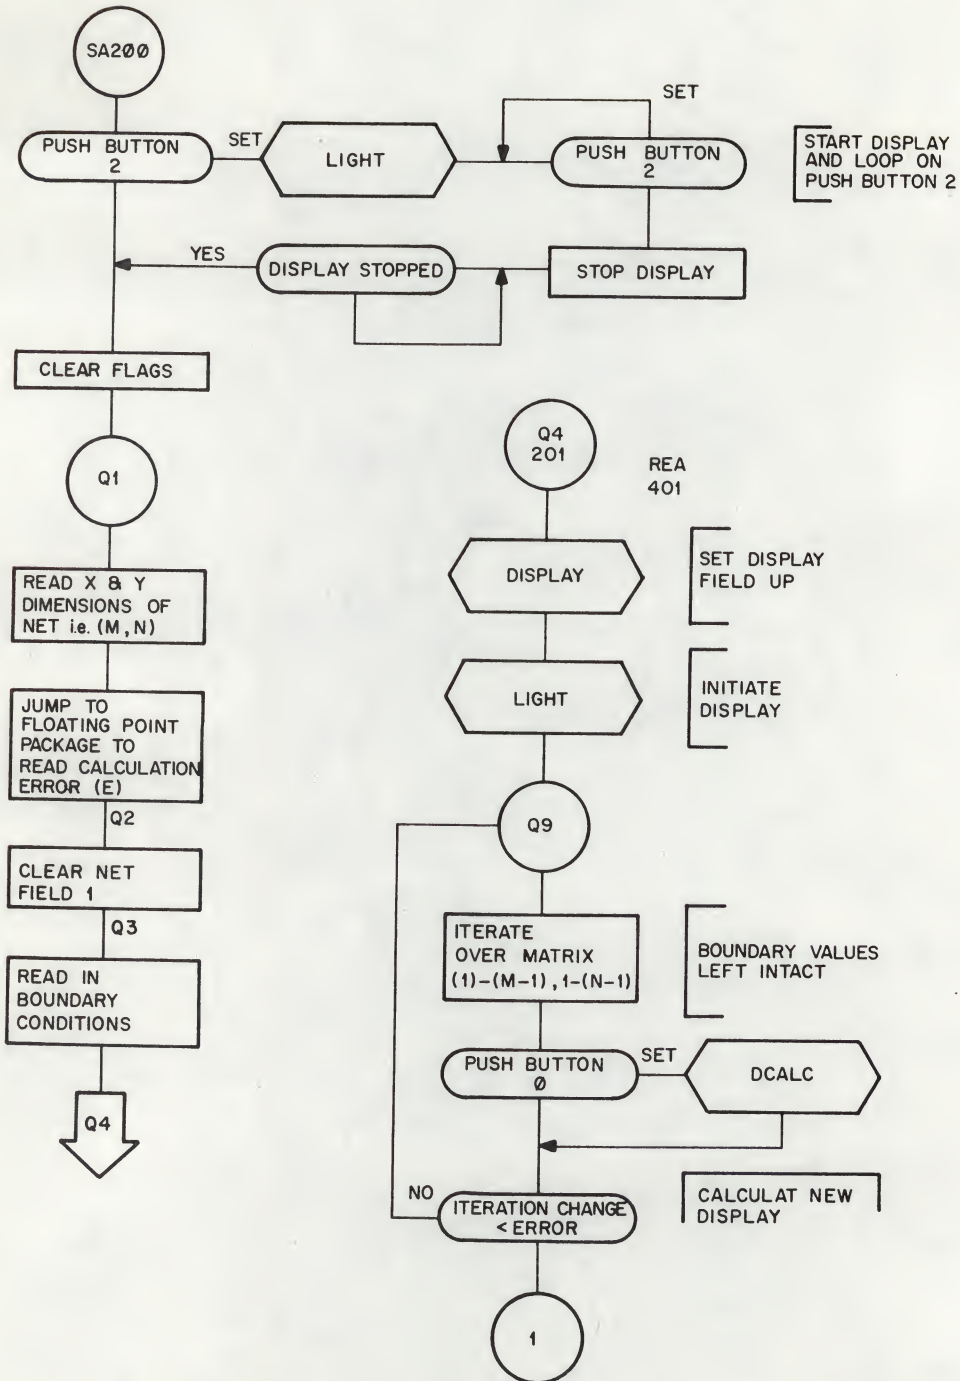 SA2ØØ
PUSH BUTTON
2
SET
LIGHT
SET
PUSH BUTTON
2
START DISPLAY
AND LOOP ON
PUSH BUTTON 2
YES
DISPLAY STOPPED
STOP DISPLAY
CLEAR FLAGS
Q1
READ X & Y
DIMENSIONS OF
NET i.e. (M,N)
JUMP TO
FLOATING POINT
PACKAGE TO
READ CALCULATION
ERROR (E)
Q2
CLEAR NET
FIELD 1
Q3
READ IN
BOUNDARY
CONDITIONS
Q4
Q4
201
REA
401
DISPLAY
SET DISPLAY
FIELD UP
LIGHT
INITIATE
DISPLAY
Q9
ITERATE
OVER MATRIX
(1)-(M-1), 1-(N-1)
BOUNDARY VALUES
LEFT INTACT
PUSH BUTTON
Ø
SET
DCALC
NO
ITERATION CHANGE
< ERROR
CALCULAT NEW
DISPLAY
1